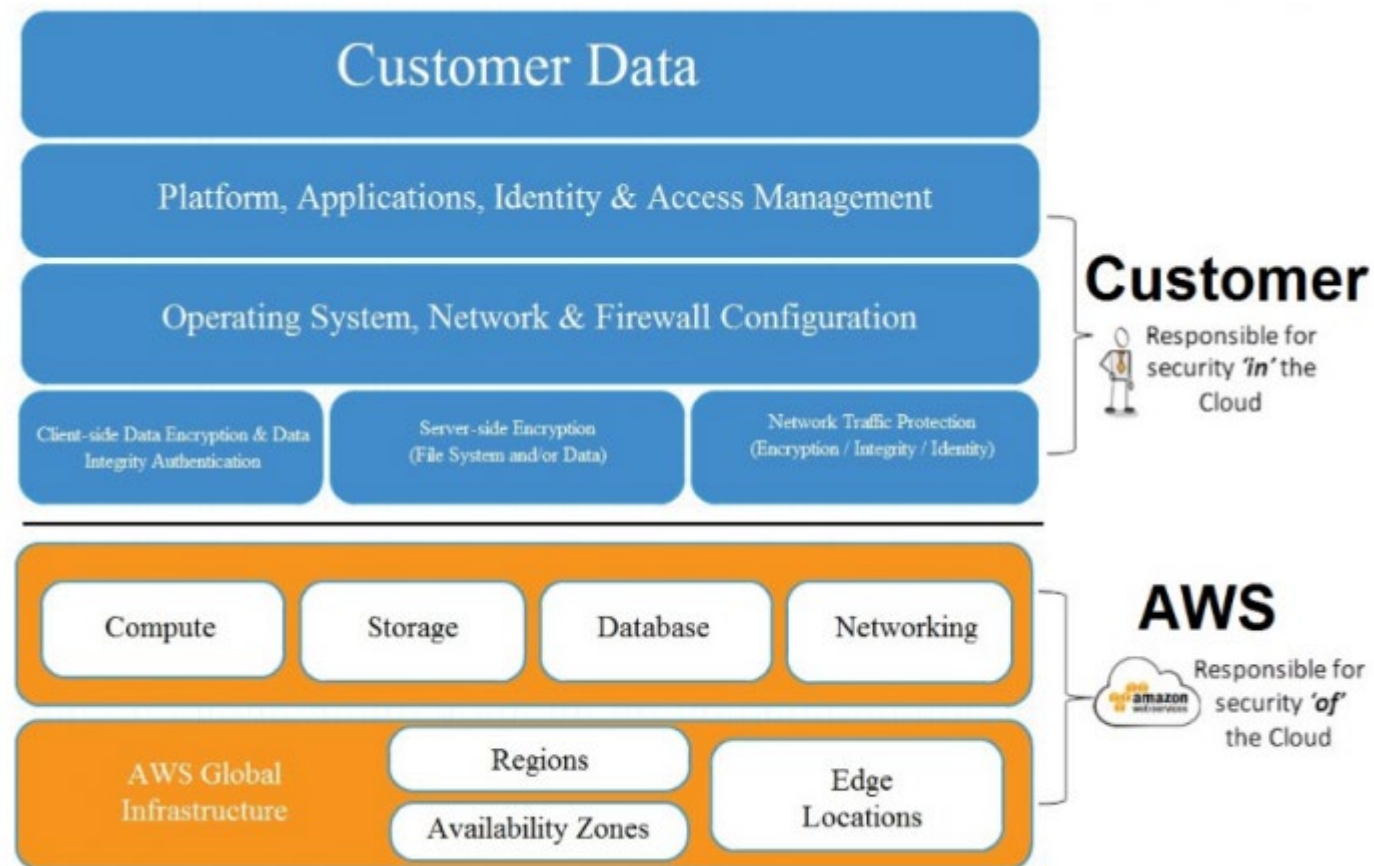 Customer Data
Platform, Applications, Identity & Access Management
Operating System, Network & Firewall Configuration
Client-side Data Encryption & Data
Integrity Authentication
Server-side Encryption
(File System and/or Data)
Network Traffic Protection
(Encryption / Integrity / Identity)
Customer
Responsible for
security 'in' the
Cloud
Compute
Storage
Database
Networking
AWS Global
Infrastructure
Regions
Availability Zones
Edge
Locations
AWS
amazon
webservices
Responsible for
security 'of'
the Cloud